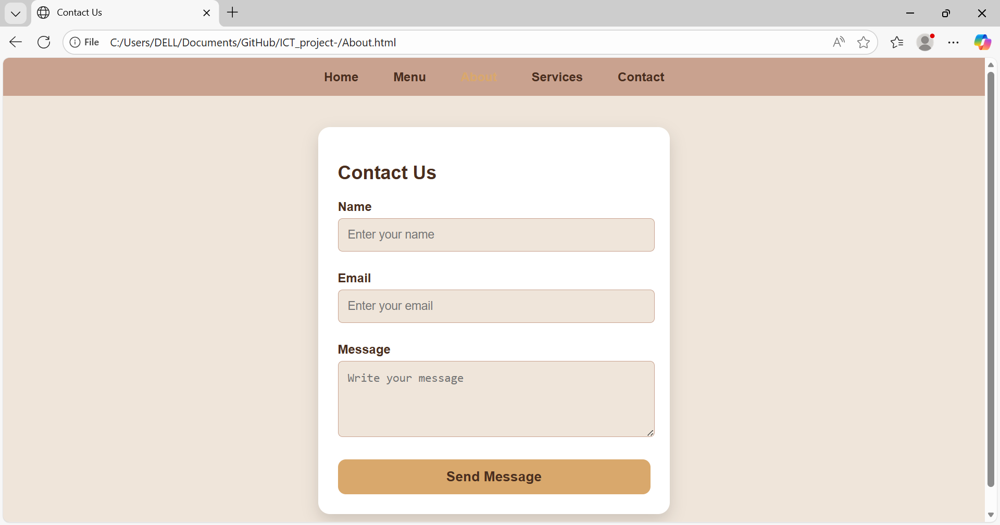 Contact Us
File C:/Users/DELL/Documents/GitHub/ICT_project-/About.html
Home Menu About Services Contact
Contact Us
Name
Enter your name
Email
Enter your email
Message
Write your message
Send Message